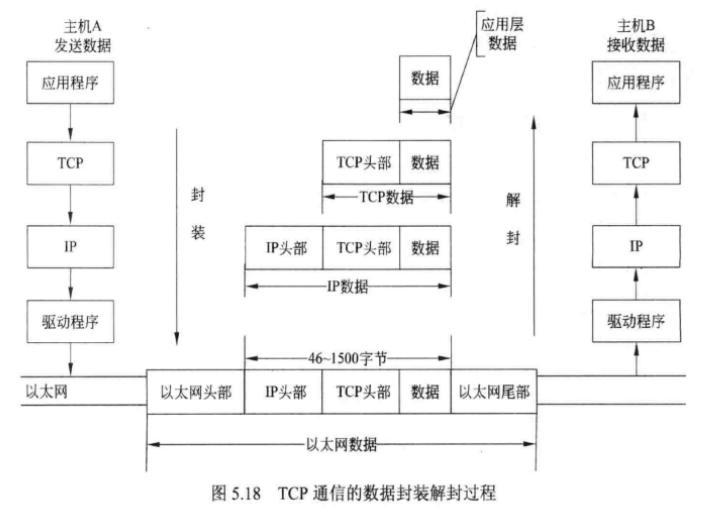 主机A
发送数据
应用程序
TCP
IP
驱动程序
以太网
封
装
数据
应用层
数据
TCP头部 数据
TCP数据
IP头部 TCP头部 数据
IP数据
46~1500字节
以太网头部 IP头部 TCP头部 数据 以太网尾部
以太网数据
解
封
主机B
接收数据
应用程序
TCP
IP
驱动程序
图 5.18 TCP 通信的数据封装解封过程